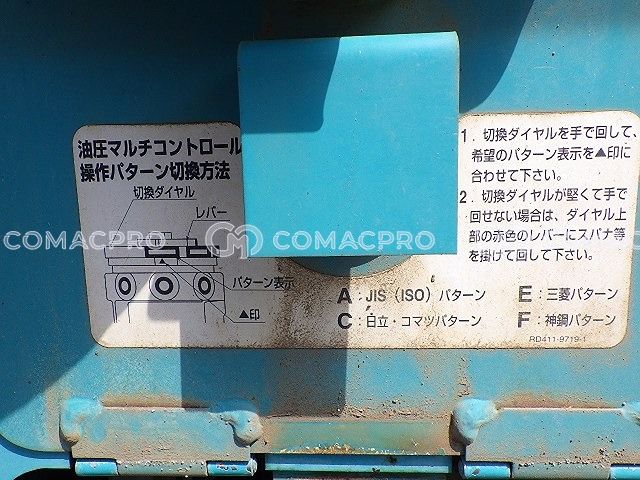 油圧マルチコントロール
操作パターン切換方法
切換ダイヤル
レバー
パターン表示
▲印
1. 切換ダイヤルを手で回して、
希望のパターン表示を▲印に
合わせて下さい。
2. 切換ダイヤルが堅くて手で
回せない場合は、ダイヤル上
部の赤色のレバーにスパナ等
を掛けて回して下さい。
A：JIS（ISO）パターン
E：三菱パターン
C：日立・コマツパターン
F：神鋼パターン
RD411-9719-1
COMACPRO
COMACPRO